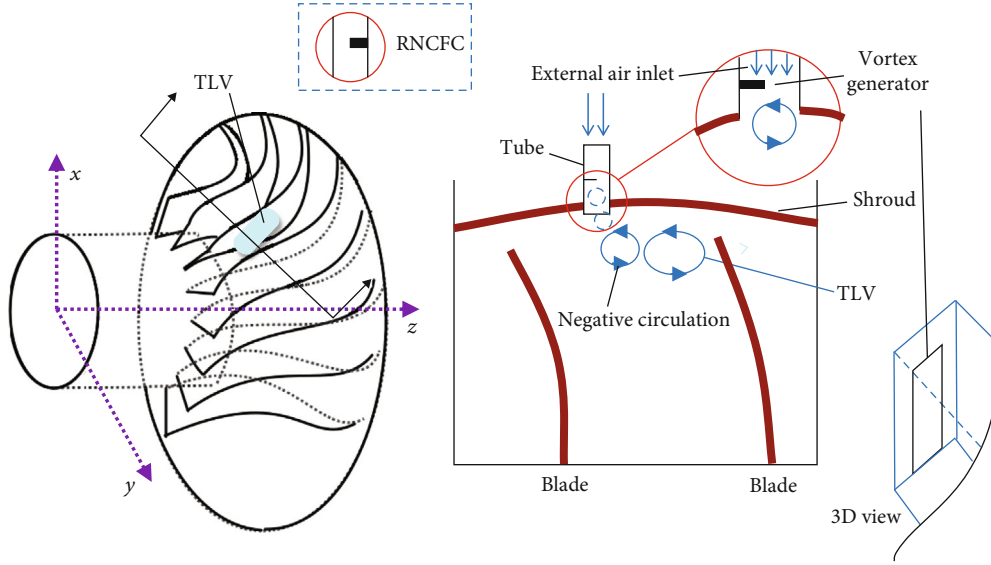 RNCFC
TLV
x
z
y
External air inlet
Vortex
generator
Tube
Shroud
TLV
Negative circulation
Blade
Blade
3D view